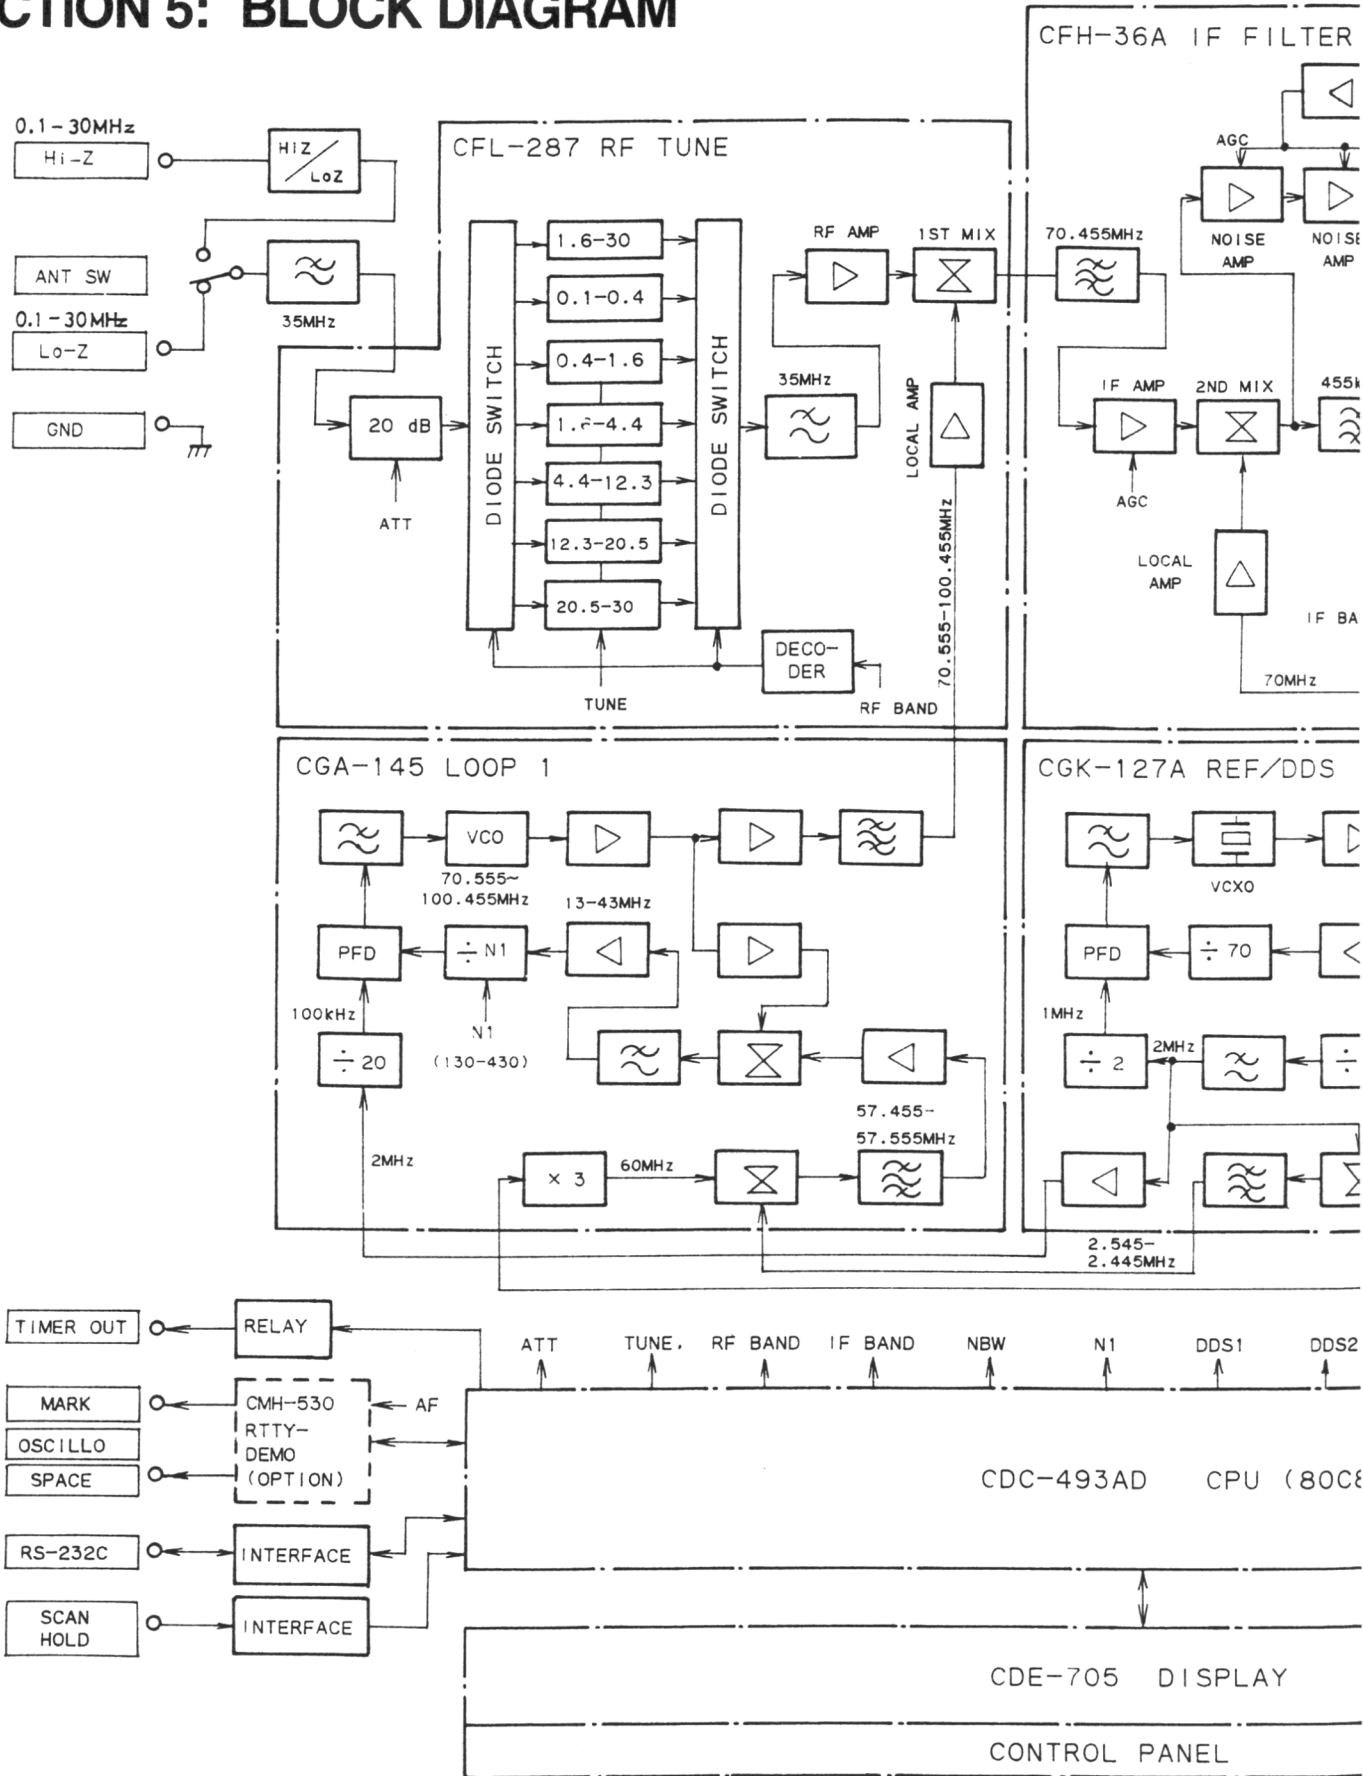 CTION 5: BLOCK DIAGRAM
CFH-36A IF FILTER
0.1-30MHz
Hi-Z
HIZ
LoZ
ANT SW
35MHz
0.1-30MHz
Lo-Z
GND
CFL-287 RF TUNE
20 dB
ATT
DIODE SWITCH
1.6-30
0.1-0.4
0.4-1.6
1.6-4.4
4.4-12.3
12.3-20.5
20.5-30
TUNE
DIODE SWITCH
DECO-
DER
RF BAND
35MHz
RF AMP
1ST MIX
LOCAL AMP
70.555-100.455MHz
70.455MHz
AGC
NOISE
AMP
NOISE
AMP
IF AMP
AGC
2ND MIX
455k
LOCAL
AMP
IF BA
70MHz
CGA-145 LOOP 1
VCO
70.555~
100.455MHz
13-43MHz
PFD
÷ N1
100kHz
N1
(130-430)
÷ 20
2MHz
57.455-
57.555MHz
× 3
60MHz
CGK-127A REF/DDS
VCXO
PFD
÷ 70
1MHz
÷ 2
2MHz
÷
2.545-
2.445MHz
TIMER OUT
RELAY
MARK
OSCILLO
SPACE
CMH-530
RTTY-
DEMO
(OPTION)
AF
RS-232C
INTERFACE
SCAN
HOLD
INTERFACE
ATT
TUNE.
RF BAND
IF BAND
NBW
N1
DDS1
DDS2
CDC-493AD CPU (80C8
CDE-705 DISPLAY
CONTROL PANEL